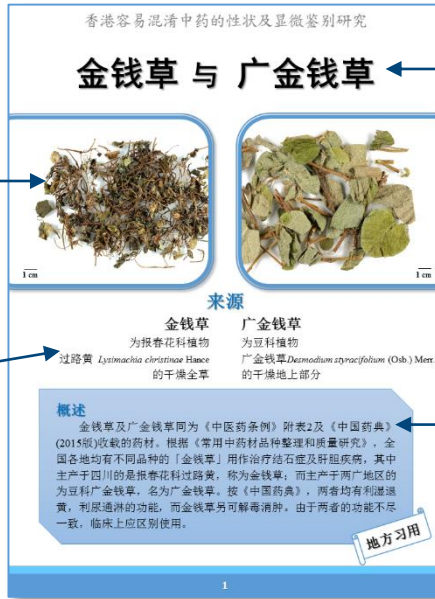 香港容易混淆中药的性状及显微鉴别研究
金钱草 与 广金钱草
1 cm
1 cm
来源
金钱草
为报春花科植物
过路黄 Lysimachia christinae Hance
的干燥全草
广金钱草
为豆科植物
广金钱草Desmodium styracifolium (Osb.) Merr.
的干燥地上部分
概述
金钱草及广金钱草同为《中医药条例》附表2及《中国药典》
(2015版)收载的药材。根据《常用中药材品种整理和质量研究》，全
国各地均有不同品种的「金钱草」用作治疗结石症及肝胆疾病，其中
主产于四川的是报春花科过路黄，称为金钱草；而主产于两广地区的
为豆科广金钱草，名为广金钱草。按《中国药典》，两者均有利湿退
黄，利尿通淋的功能，而金钱草另可解毒消肿。由于两者的功能不尽
一致，临床上应区别使用。
地方习用
1